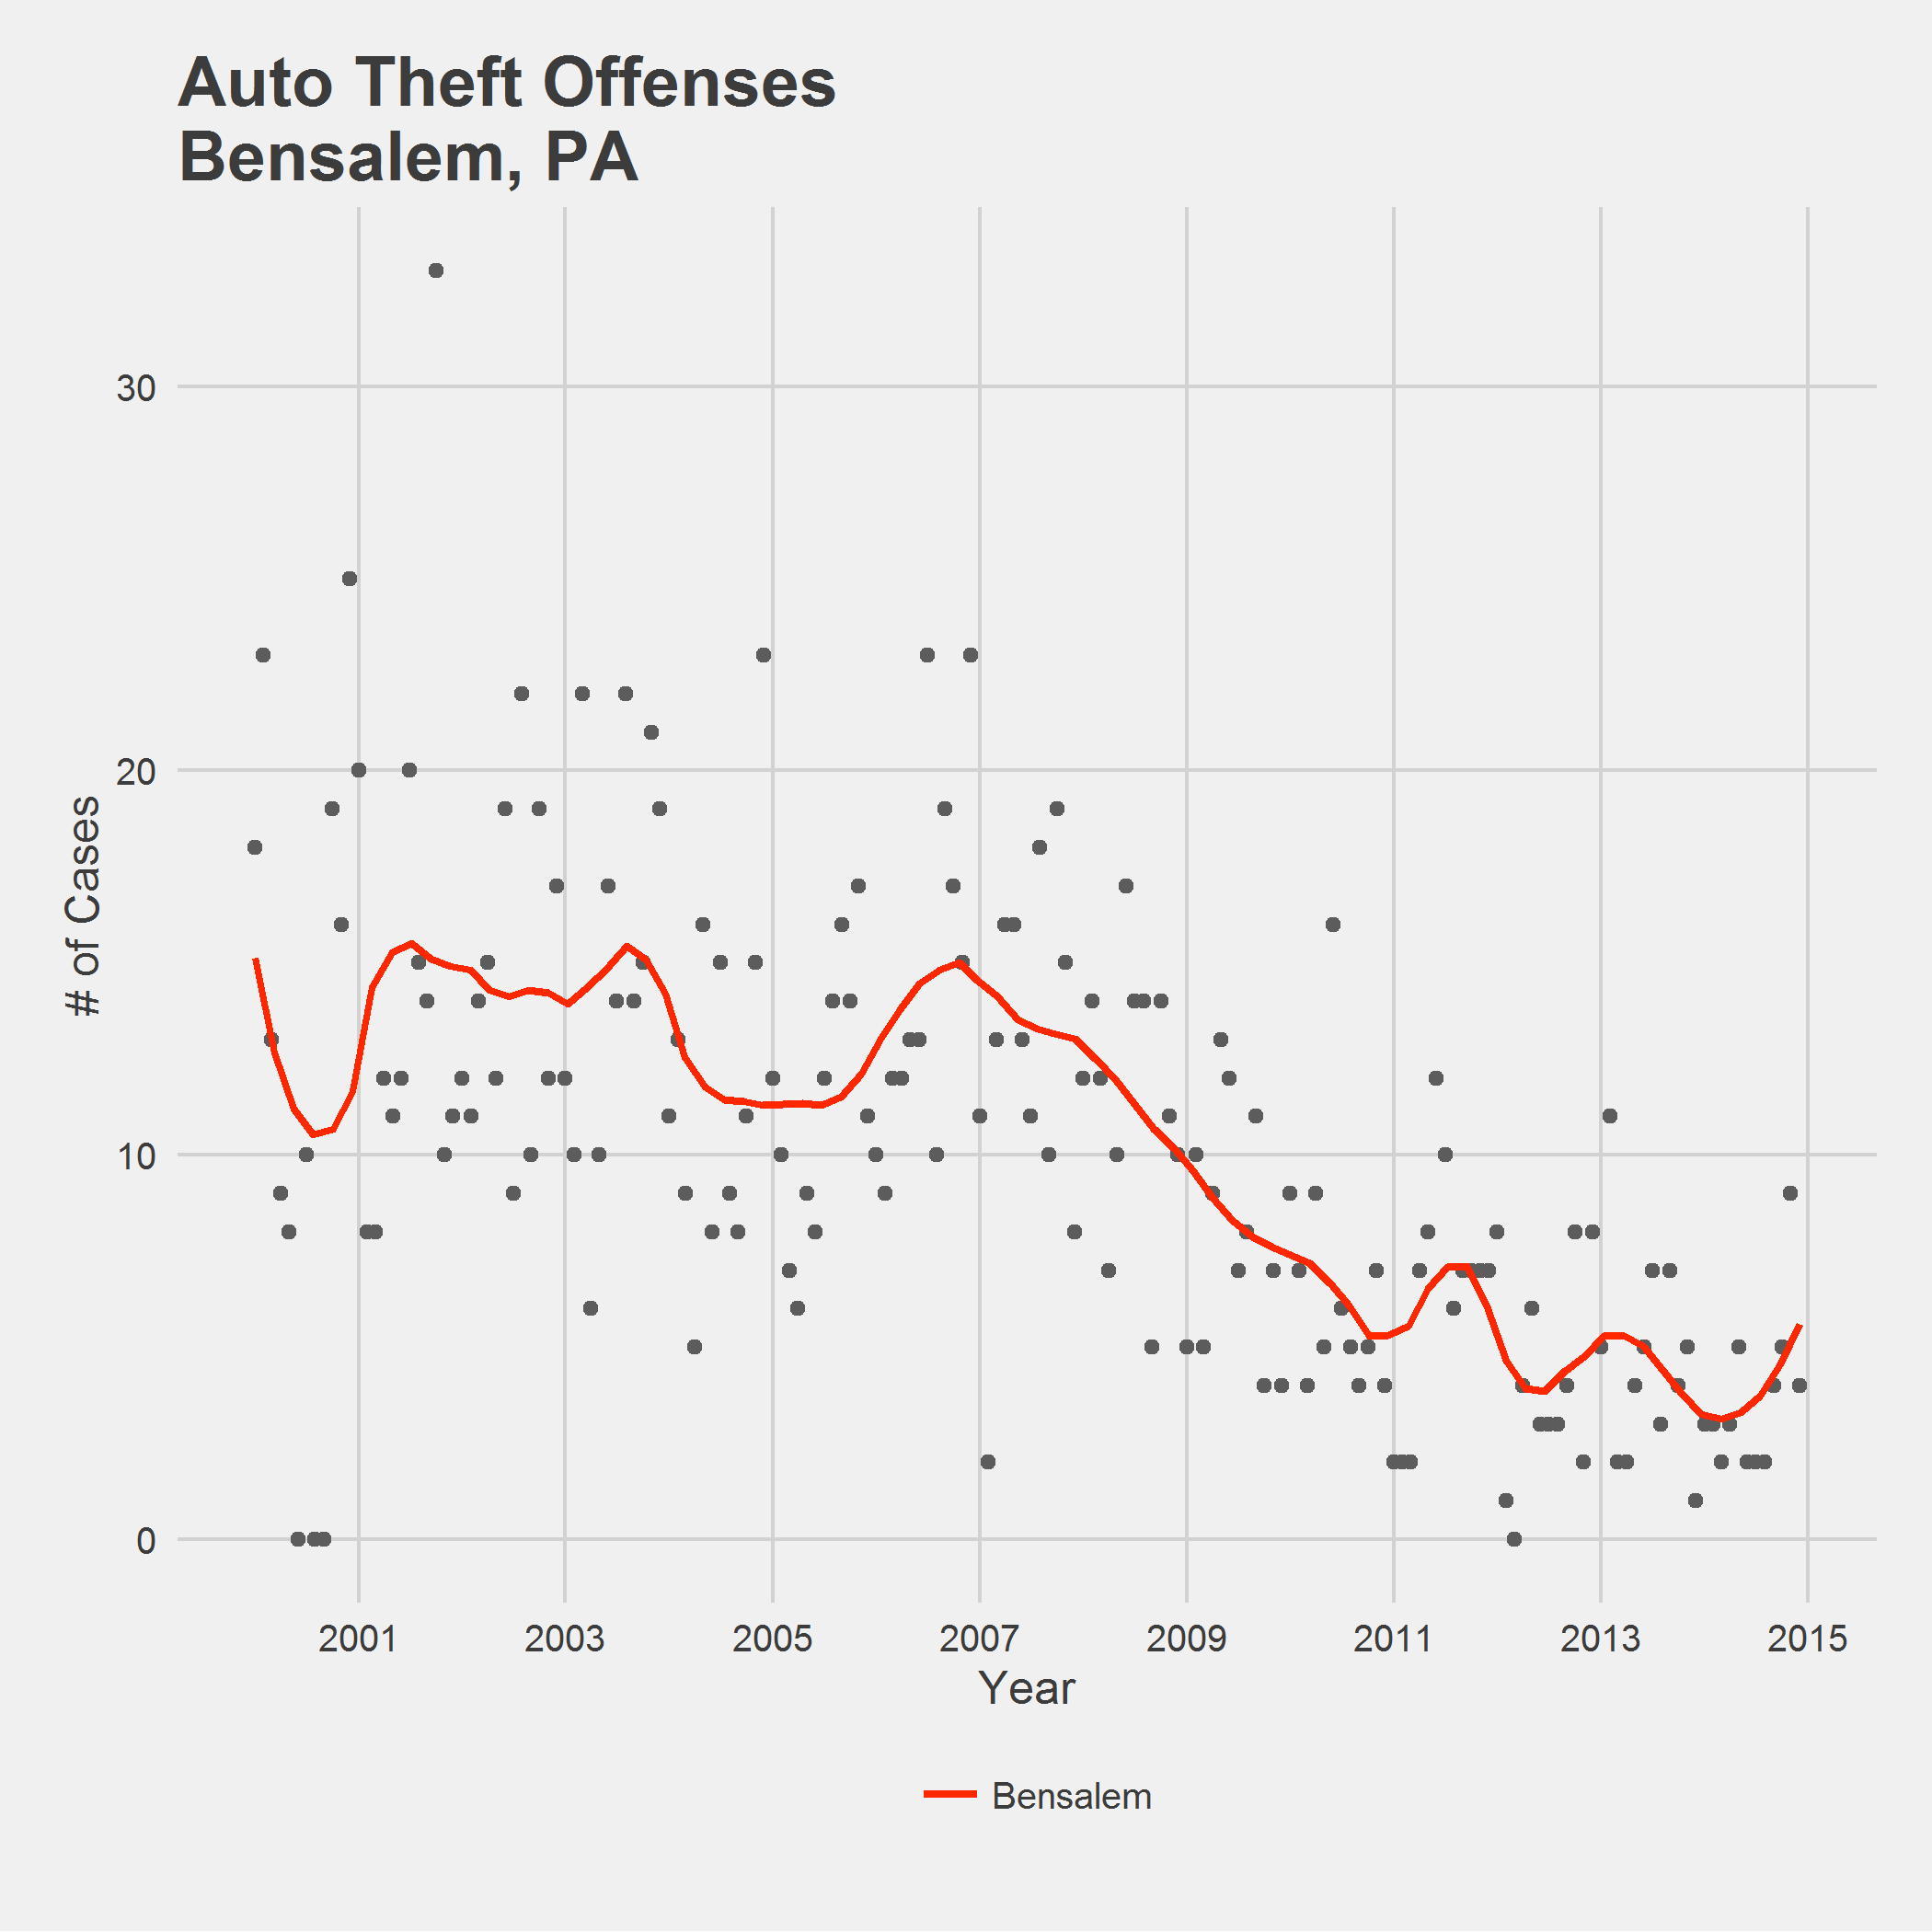 Auto Theft Offenses
Bensalem, PA
# of Cases
30
20
10
0
2001 2003 2005 2007 2009 2011 2013 2015
Year
Bensalem